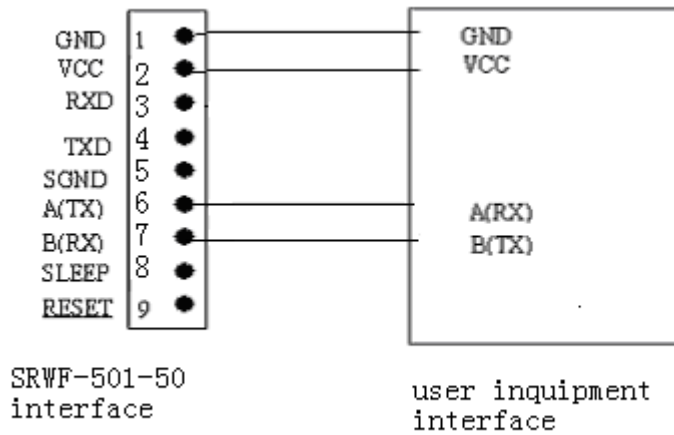 GND 1 GND
VCC 2 VCC
RXD 3
TXD 4
SGND 5
A(TX) 6 A(RX)
B(RX) 7 B(TX)
SLEEP 8
RESET 9
SRWF-501-50
interface
user inquipment
interface